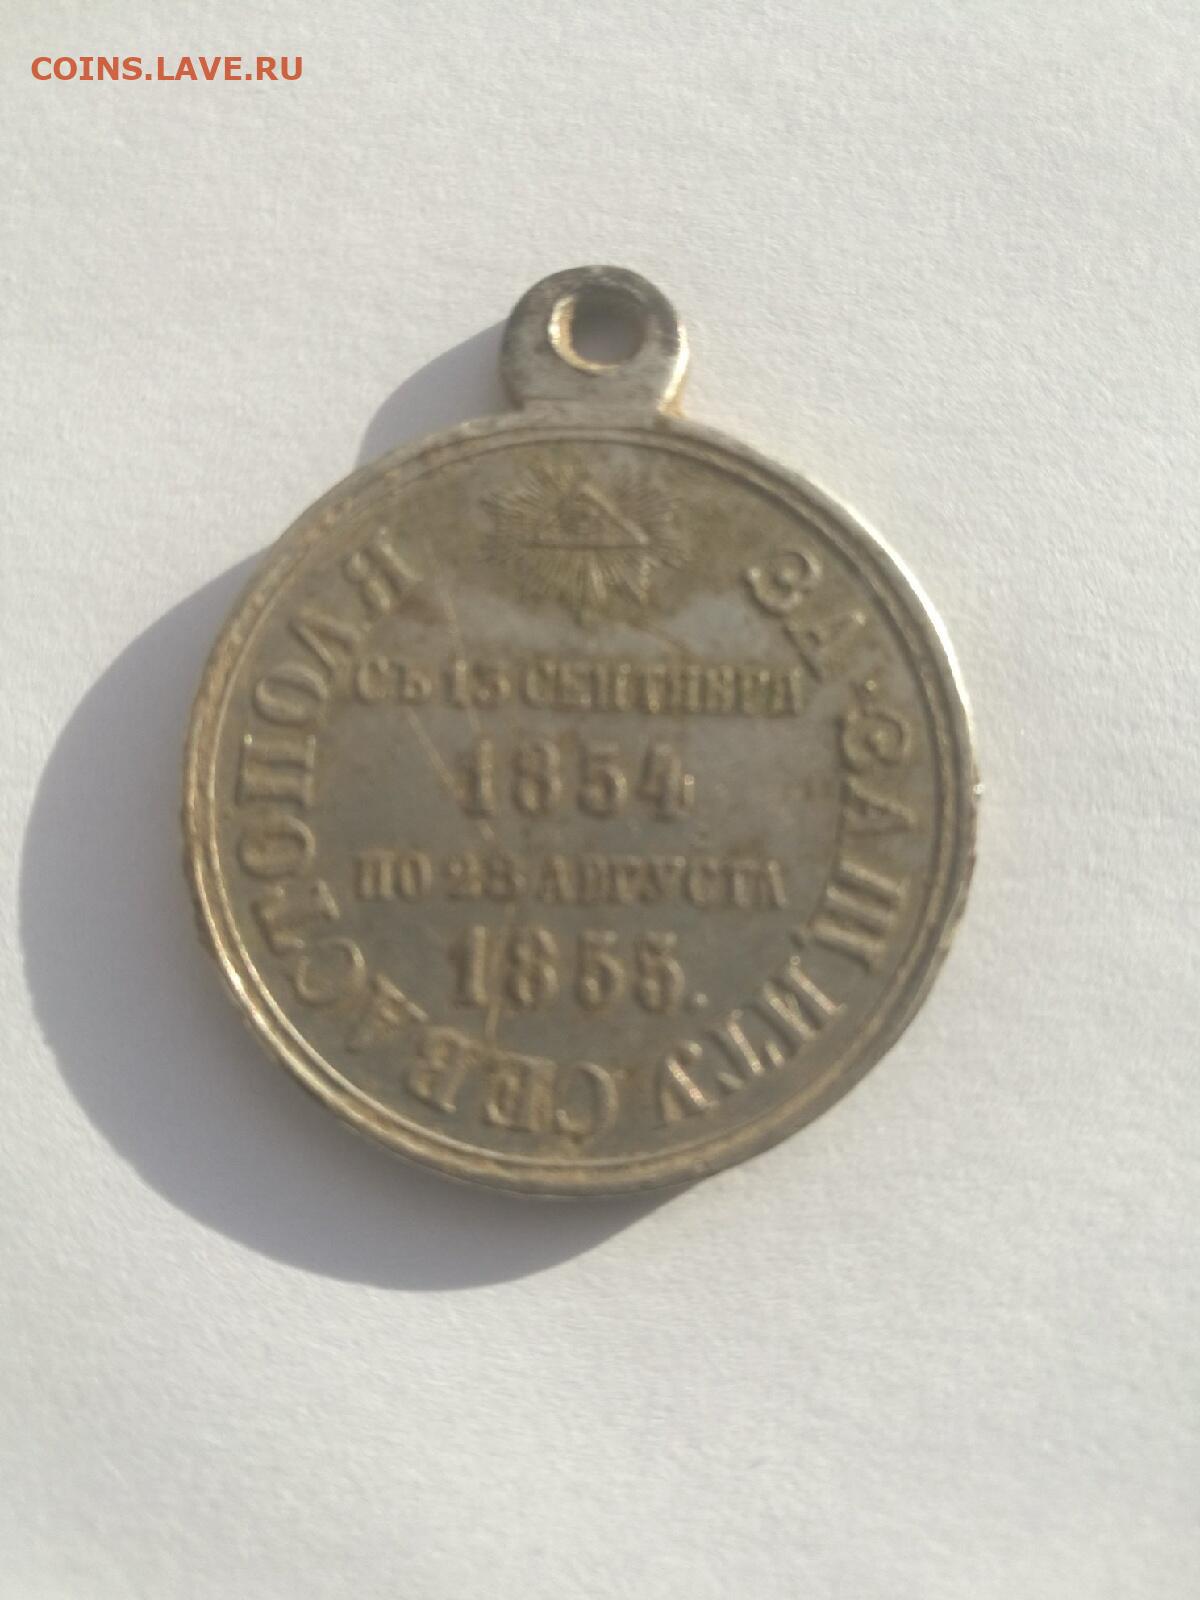 COINS.LAVE.RU
ЗА ЗАЩИТУ СЕВАСТОПОЛЯ
СЪ 13 СЕНТЯБРЯ
1854
ПО 28 АВГУСТА
1855.